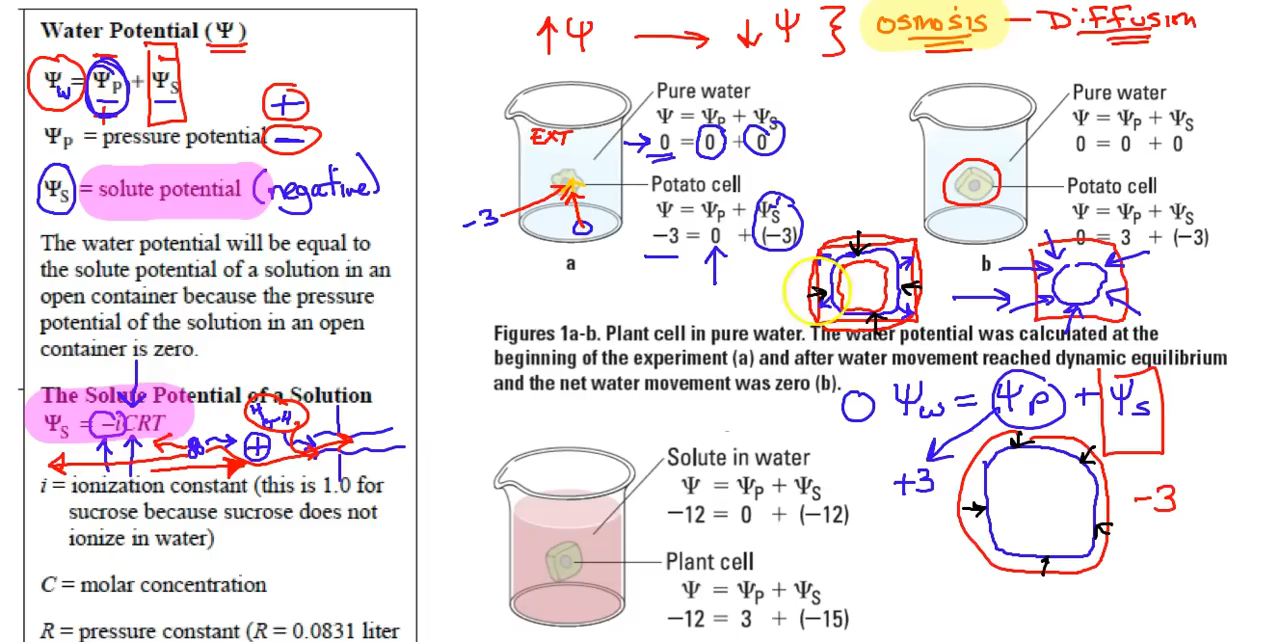 Water Potential (Ψ)
Ψw = ΨP + ΨS
+
ΨP = pressure potential
−
ΨS = solute potential (negative)
The water potential will be equal to
the solute potential of a solution in an
open container because the pressure
potential of the solution in an open
container is zero.
The Solute Potential of a Solution
ΨS = −iCRT
+
i = ionization constant (this is 1.0 for
sucrose because sucrose does not
ionize in water)
C = molar concentration
R = pressure constant (R = 0.0831 liter
↑Ψ → ↓Ψ } OSMOSIS — DIFFUSION
EXT
Pure water
Ψ = ΨP + ΨS
→ 0 = 0 + 0
Potato cell
Ψ = ΨP + ΨS
−3 = 0 + (−3)
-3
0
a
Pure water
Ψ = ΨP + ΨS
0 = 0 + 0
Potato cell
Ψ = ΨP + ΨS
0 = 3 + (−3)
b
Figures 1a-b. Plant cell in pure water. The water potential was calculated at the
beginning of the experiment (a) and after water movement reached dynamic equilibrium
and the net water movement was zero (b).
0 Ψw = Ψp + Ψs
+3
-3
Solute in water
Ψ = ΨP + ΨS
−12 = 0 + (−12)
Plant cell
Ψ = ΨP + ΨS
−12 = 3 + (−15)